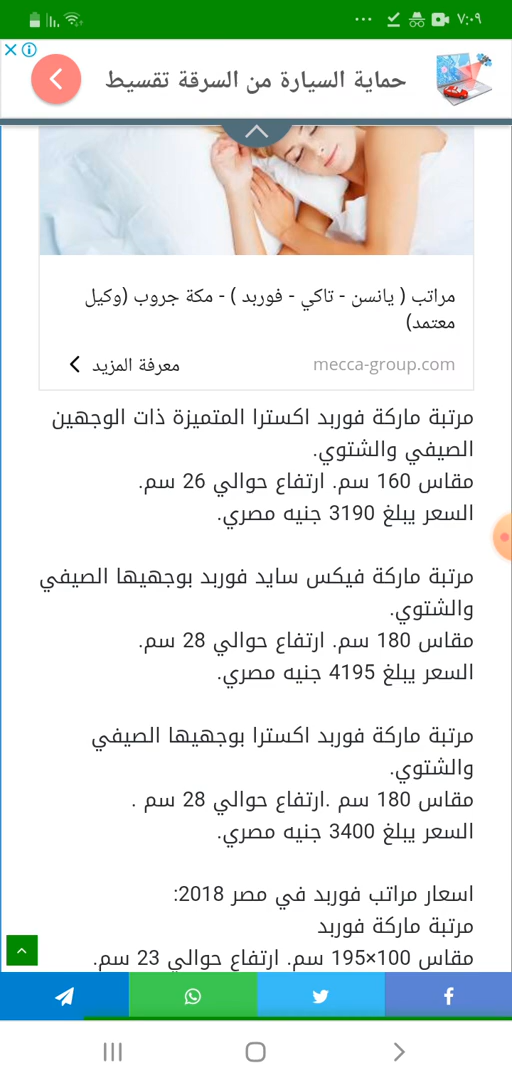 ٧:٠٩
حماية السيارة من السرقة تقسيط
مراتب ( يانسن - تاكي - فوربد ) - مكة جروب (وكيل
معتمد)
mecca-group.com
معرفة المزيد
مرتبة ماركة فوربد اكسترا المتميزة ذات الوجهين
الصيفي والشتوي.
مقاس 160 سم. ارتفاع حوالي 26 سم.
السعر يبلغ 3190 جنيه مصري.
مرتبة ماركة فيكس سايد فوربد بوجهيها الصيفي
والشتوي.
مقاس 180 سم. ارتفاع حوالي 28 سم.
السعر يبلغ 4195 جنيه مصري.
مرتبة ماركة فوربد اكسترا بوجهيها الصيفي
والشتوي.
مقاس 180 سم .ارتفاع حوالي 28 سم .
السعر يبلغ 3400 جنيه مصري.
اسعار مراتب فوربد في مصر 2018:
مرتبة ماركة فوربد
مقاس 100×195 سم. ارتفاع حوالي 23 سم.